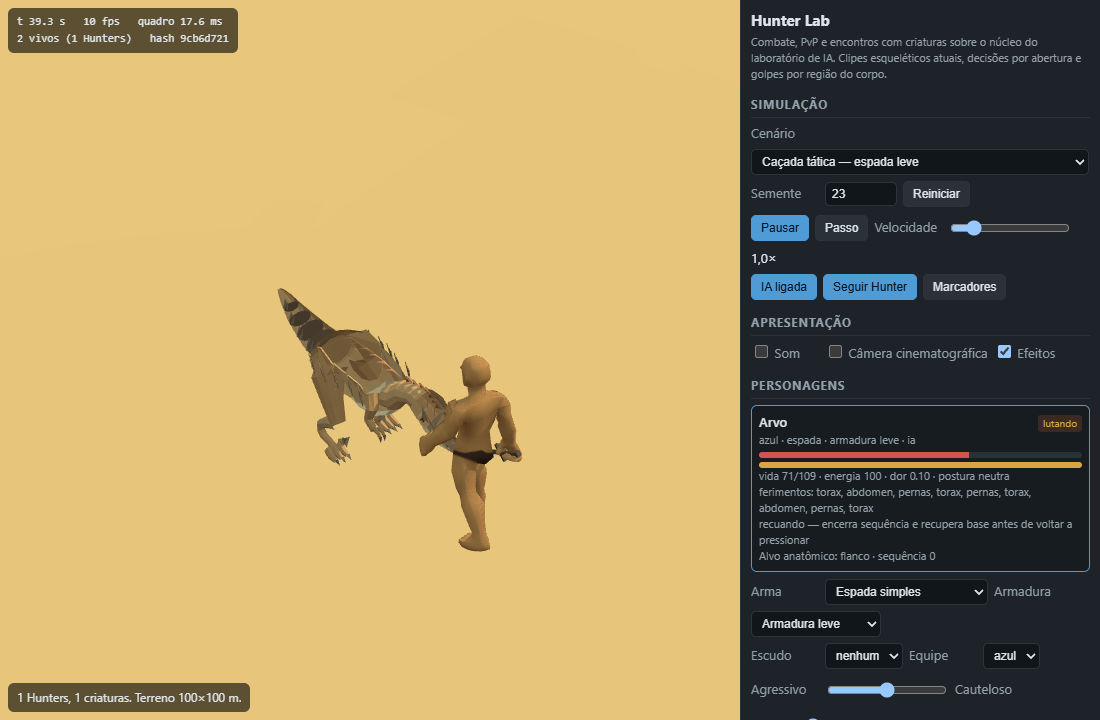 t 39.3 s   10 fps   quadro 17.6 ms
2 vivos (1 Hunters)   hash 9cb6d721
1 Hunters, 1 criaturas. Terreno 100×100 m.
Hunter Lab
Combate, PvP e encontros com criaturas sobre o núcleo do
laboratório de IA. Clipes esqueléticos atuais, decisões por abertura e
golpes por região do corpo.
SIMULAÇÃO
Cenário
Caçada tática — espada leve
Semente 23 Reiniciar
Pausar Passo Velocidade
1,0×
IA ligada Seguir Hunter Marcadores
APRESENTAÇÃO
Som Câmera cinematográfica Efeitos
PERSONAGENS
Arvo lutando
azul · espada · armadura leve · ia
vida 71/109 · energia 100 · dor 0.10 · postura neutra
ferimentos: torax, abdomen, pernas, torax, pernas, torax,
abdomen, pernas, torax
recuando — encerra sequência e recupera base antes de voltar a
pressionar
Alvo anatômico: flanco · sequência 0
Arma Espada simples Armadura
Armadura leve
Escudo nenhum Equipe azul
Agressivo Cauteloso